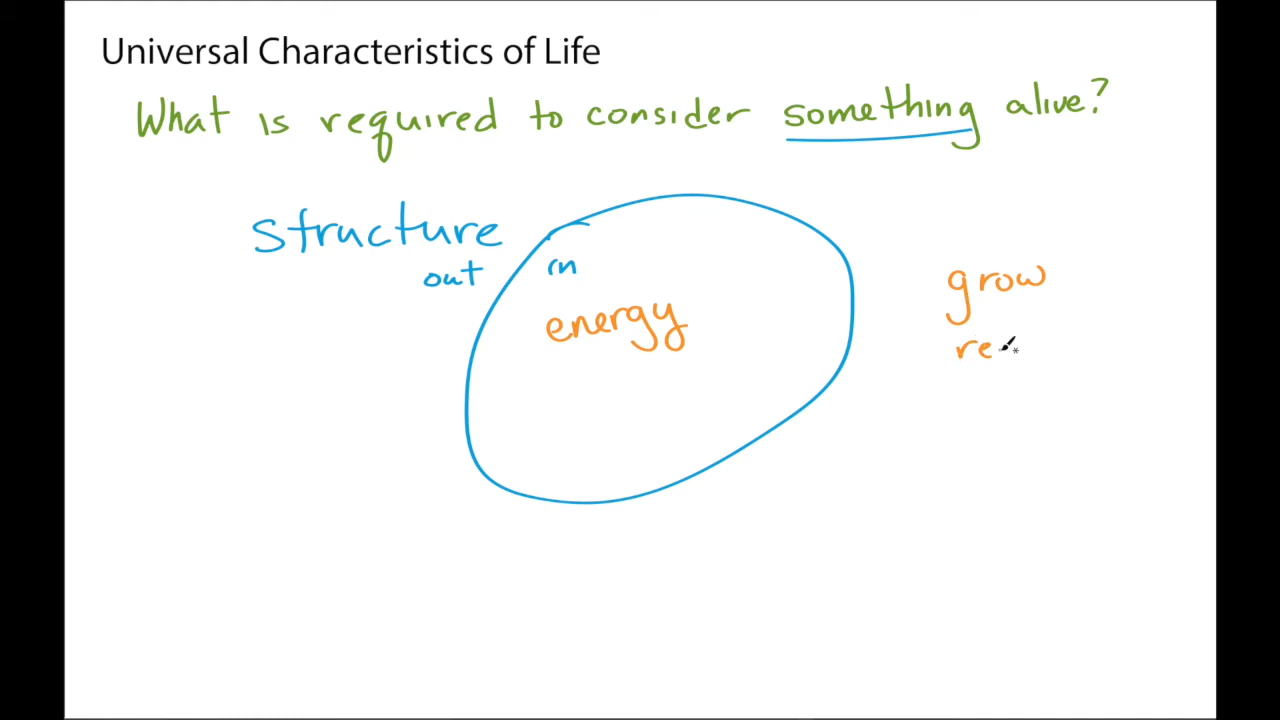 Universal Characteristics of Life
What is required to consider something alive?
structure
out in
energy
grow
re